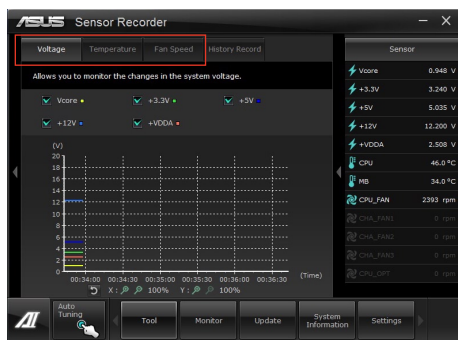 ASUS Sensor Recorder
Voltage Temperature Fan Speed History Record
Allows you to monitor the changes in the system voltage.
Vcore +3.3V +5V
+12V +VDDA
(V)
20
18
16
14
12
10
8
6
4
2
0
00:34:00 00:34:30 00:35:00 00:35:30 00:36:00 00:36:30 (Time)
X : 100% Y : 100%
Sensor
Vcore 0.948 V
+3.3V 3.240 V
+5V 5.035 V
+12V 12.200 V
+VDDA 2.508 V
CPU 46.0 °C
MB 34.0 °C
CPU_FAN 2393 rpm
CHA_FAN1 0 rpm
CHA_FAN2 0 rpm
CHA_FAN3 0 rpm
CPU_OPT 0 rpm
Auto Tuning Tool Monitor Update System Information Settings